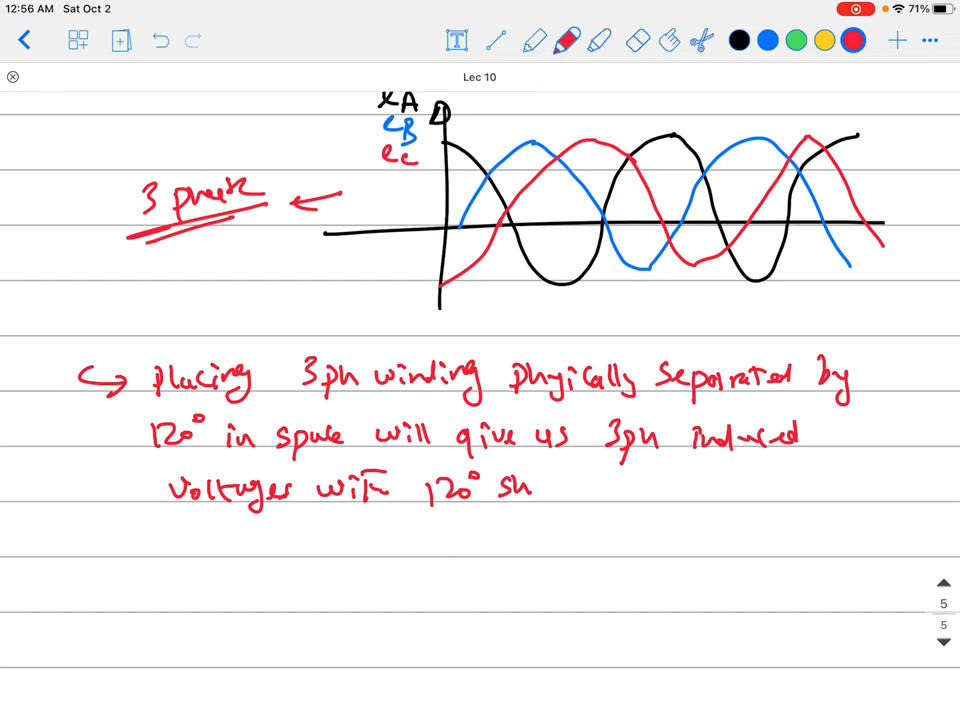 12:56 AM Sat Oct 2
71%
Lec 10
eA
eB
eC
3 phase
↪ placing 3ph winding physically separated by
120° in space will give us 3ph induced
voltages with 120° sh
5
5